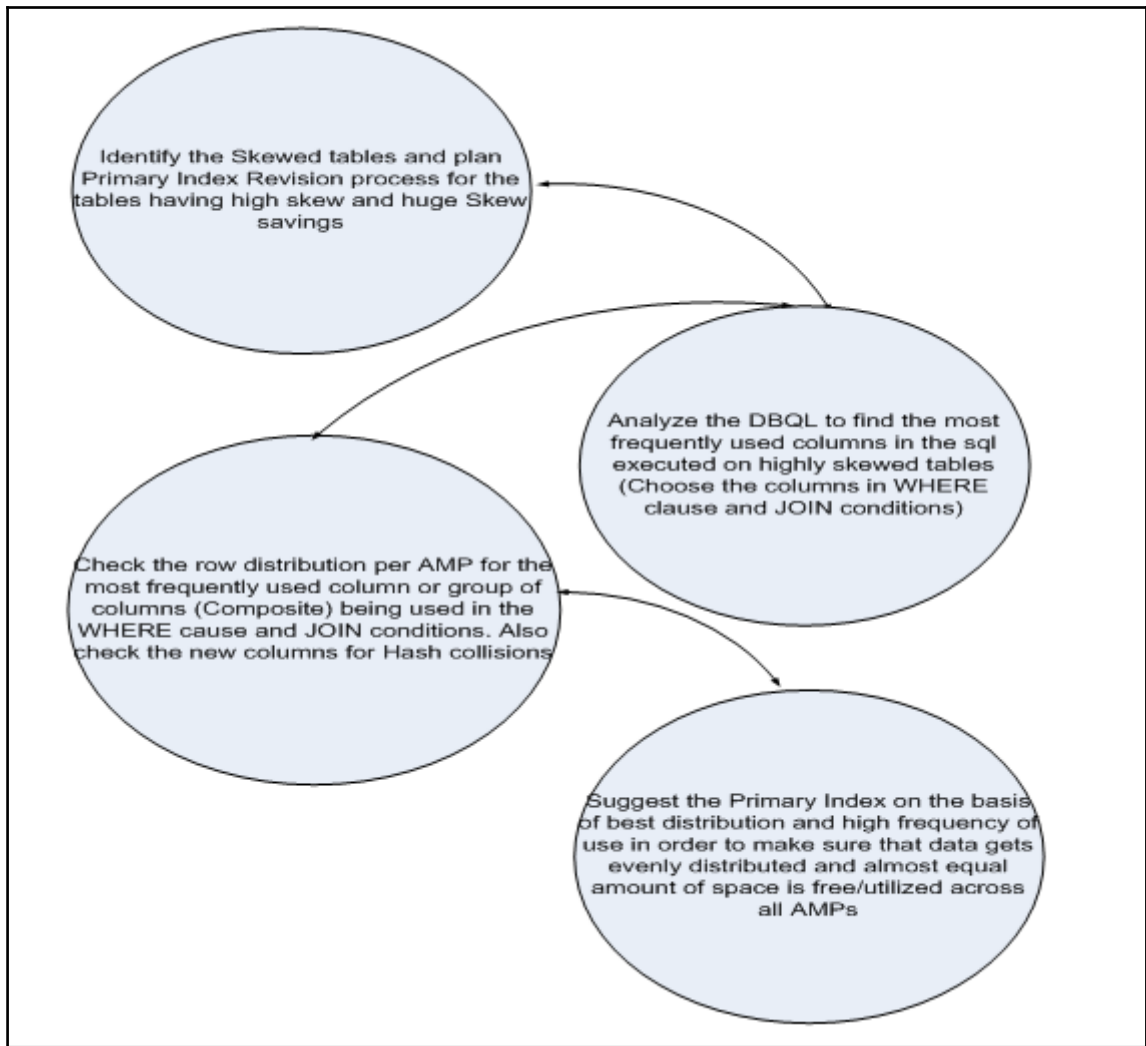 Identify the Skewed tables and plan
Primary Index Revision process for the
tables having high skew and huge Skew
savings
Analyze the DBQL to find the most
frequently used columns in the sql
executed on highly skewed tables
(Choose the columns in WHERE
clause and JOIN conditions)
Check the row distribution per AMP for the
most frequently used column or group of
columns (Composite) being used in the
WHERE cause and JOIN conditions. Also
check the new columns for Hash collisions
Suggest the Primary Index on the basis
of best distribution and high frequency of
use in order to make sure that data gets
evenly distributed and almost equal
amount of space is free/utilized across
all AMPs